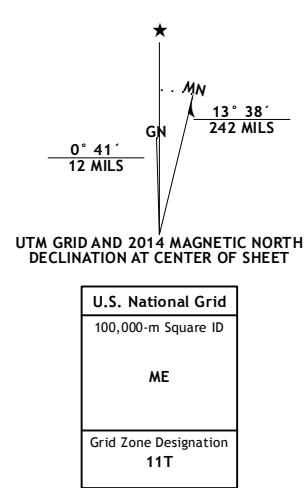 MN
13° 38´
242 MILS
GN
0° 41´
12 MILS
UTM GRID AND 2014 MAGNETIC NORTH
DECLINATION AT CENTER OF SHEET
U.S. National Grid
100,000-m Square ID
ME
Grid Zone Designation
11T